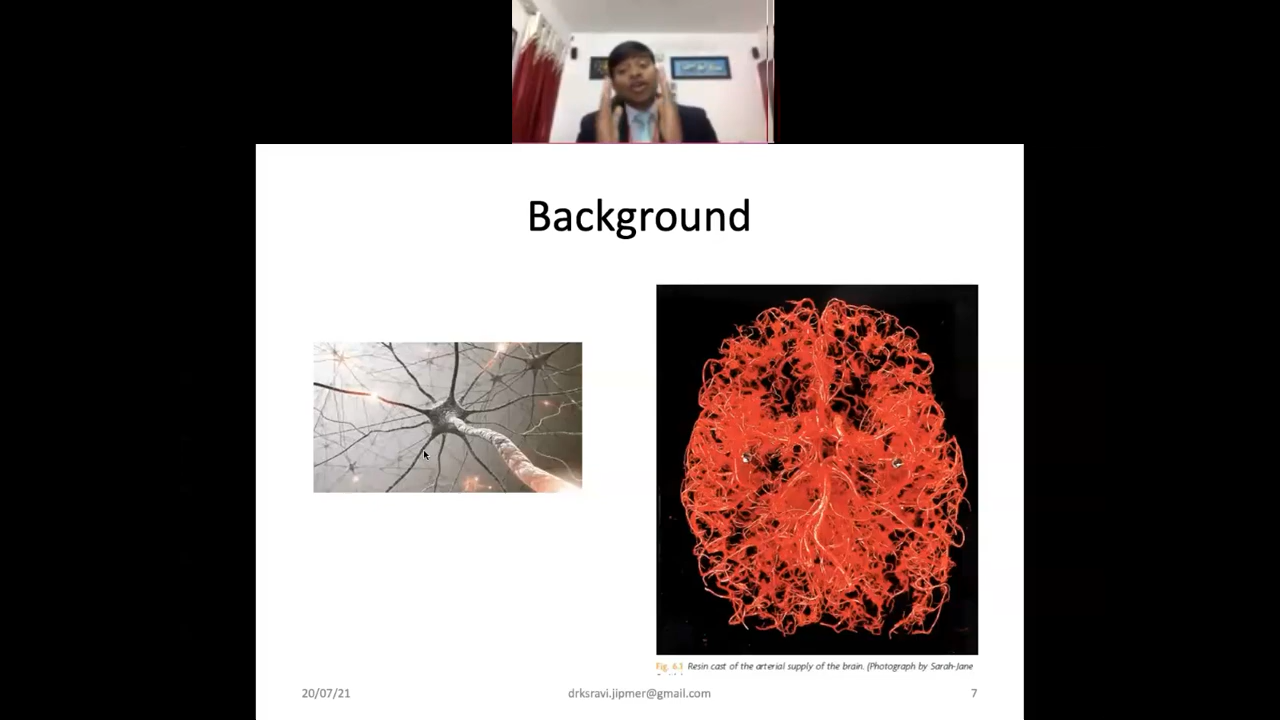 Background
Fig. 6.1 Resin cast of the arterial supply of the brain. (Photograph by Sarah-Jane
20/07/21
drksravi.jipmer@gmail.com
7